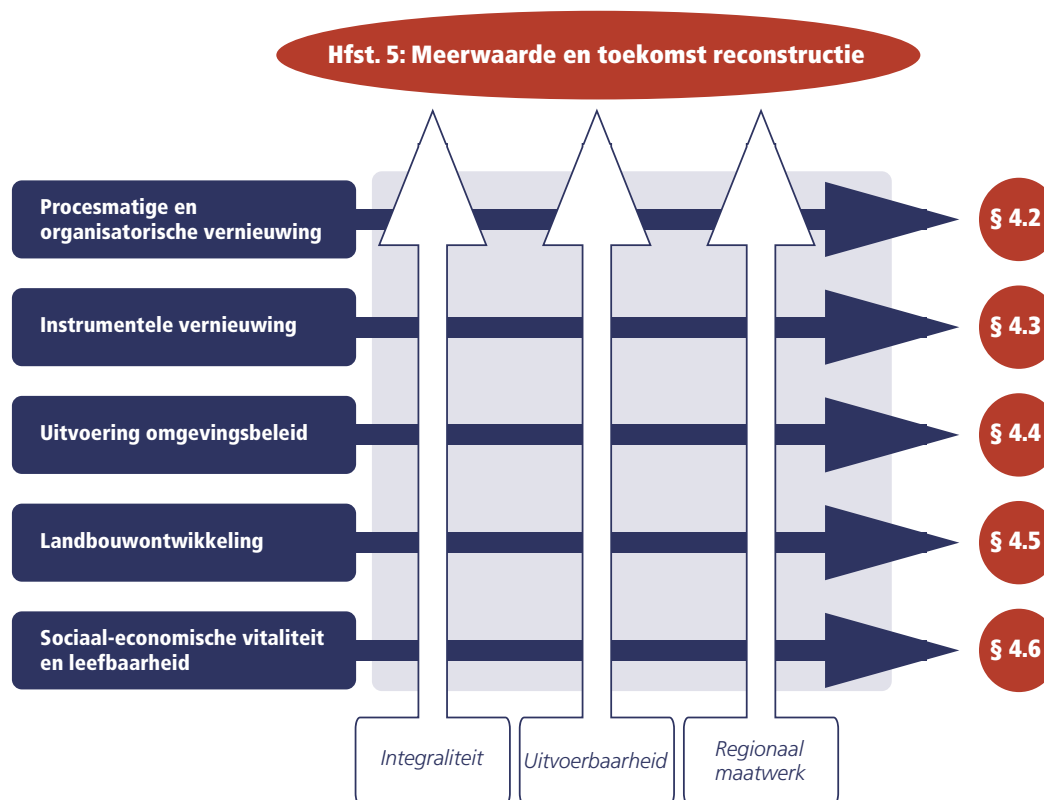 Hfst. 5: Meerwaarde en toekomst reconstructie
Procesmatige en
organisatorische vernieuwing
§ 4.2
Instrumentele vernieuwing
§ 4.3
Uitvoering omgevingsbeleid
§ 4.4
Landbouwontwikkeling
§ 4.5
Sociaal-economische vitaliteit
en leefbaarheid
§ 4.6
Integraliteit
Uitvoerbaarheid
Regionaal
maatwerk